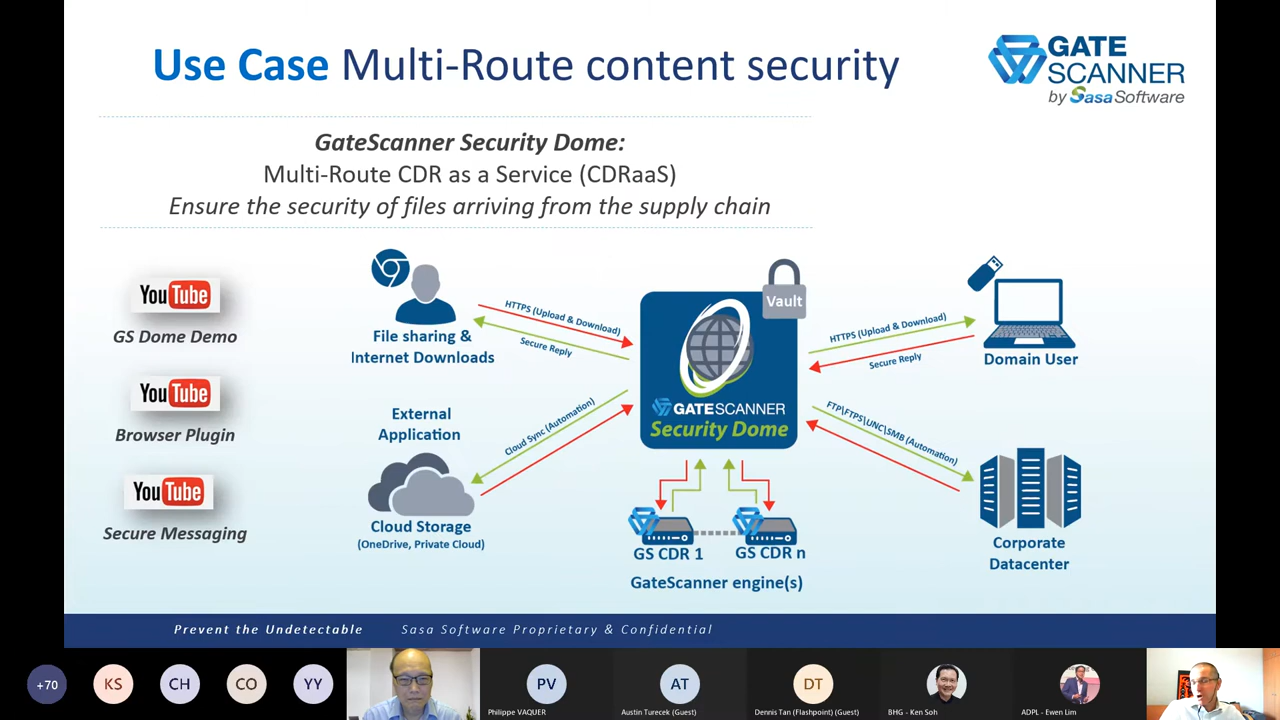 Use Case Multi-Route content security
GATE
SCANNER
by SasaSoftware
GateScanner Security Dome:
Multi-Route CDR as a Service (CDRaaS)
Ensure the security of files arriving from the supply chain
YouTube
GS Dome Demo
YouTube
Browser Plugin
YouTube
Secure Messaging
File sharing &
Internet Downloads
HTTPS (Upload & Download)
Secure Reply
External
Application
Cloud Sync (Automation)
Cloud Storage
(OneDrive, Private Cloud)
Vault
GATESCANNER
Security Dome
GS CDR 1
GS CDR n
GateScanner engine(s)
HTTPS (Upload & Download)
Secure Reply
Domain User
FTP\FTPS\UNC\SMB (Automation)
Corporate
Datacenter
Prevent the Undetectable
Sasa Software Proprietary & Confidential
+70
KS
CH
CO
YY
PV
Philippe VAQUER
AT
Austin Turecek (Guest)
DT
Dennis Tan (Flashpoint) (Guest)
BHG - Ken Soh
ADPL - Ewen Lim